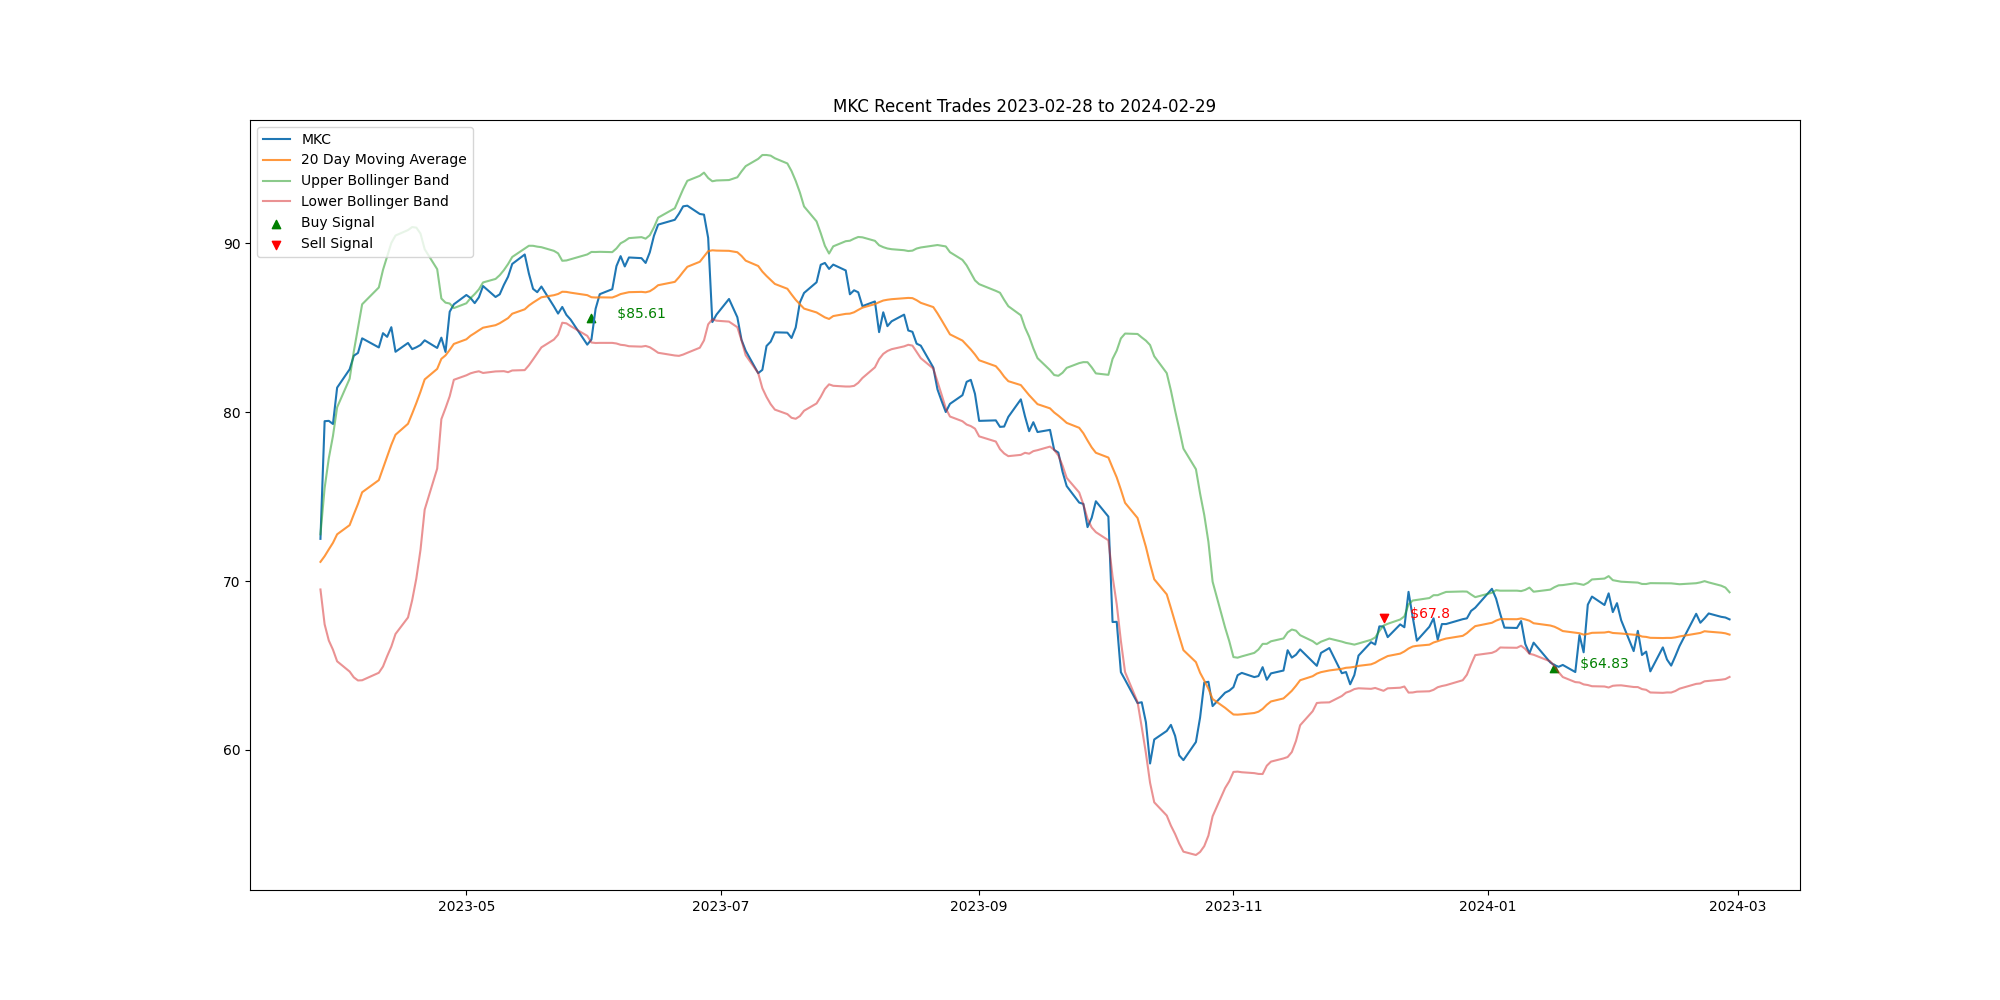 MKC Recent Trades 2023-02-28 to 2024-02-29
MKC
20 Day Moving Average
Upper Bollinger Band
Lower Bollinger Band
Buy Signal
Sell Signal
90
80
70
60
$85.61
$67.8
$64.83
2023-05
2023-07
2023-09
2023-11
2024-01
2024-03